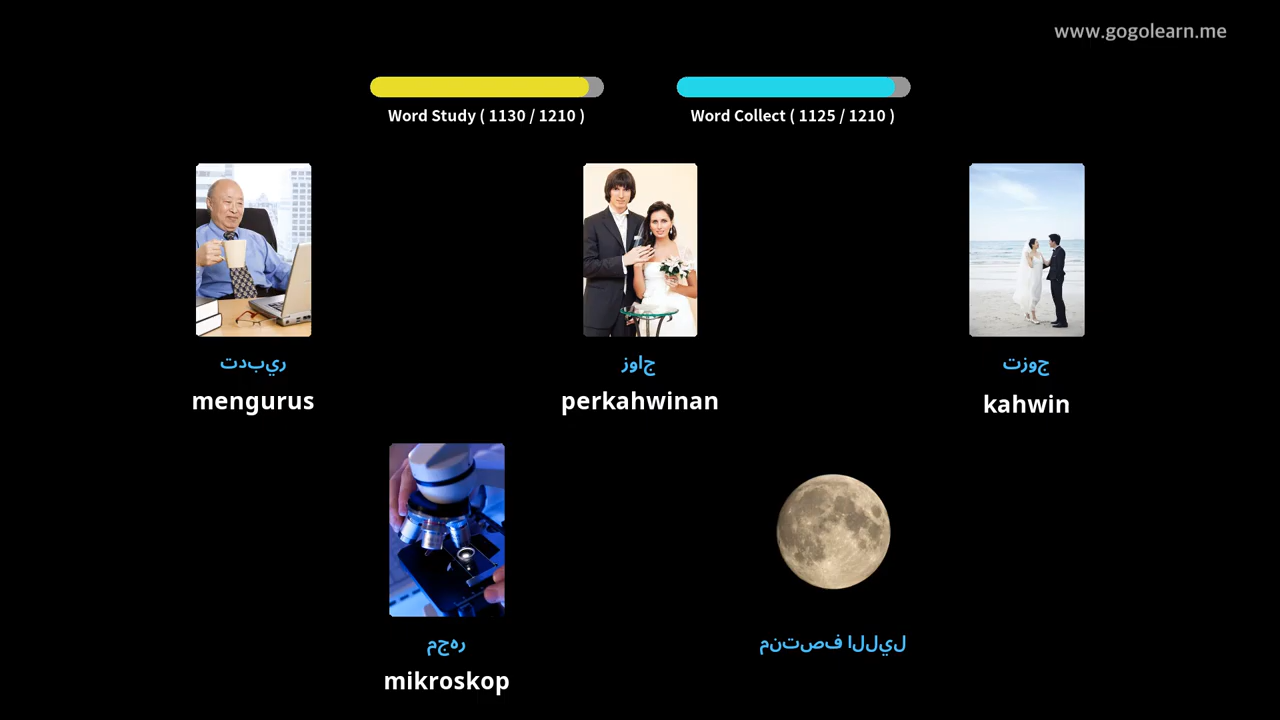 www.gogolearn.me
Word Study ( 1130 / 1210 )
Word Collect ( 1125 / 1210 )
تدبير
زواج
تزوج
mengurus
perkahwinan
kahwin
مجهر
منتصف الليل
mikroskop